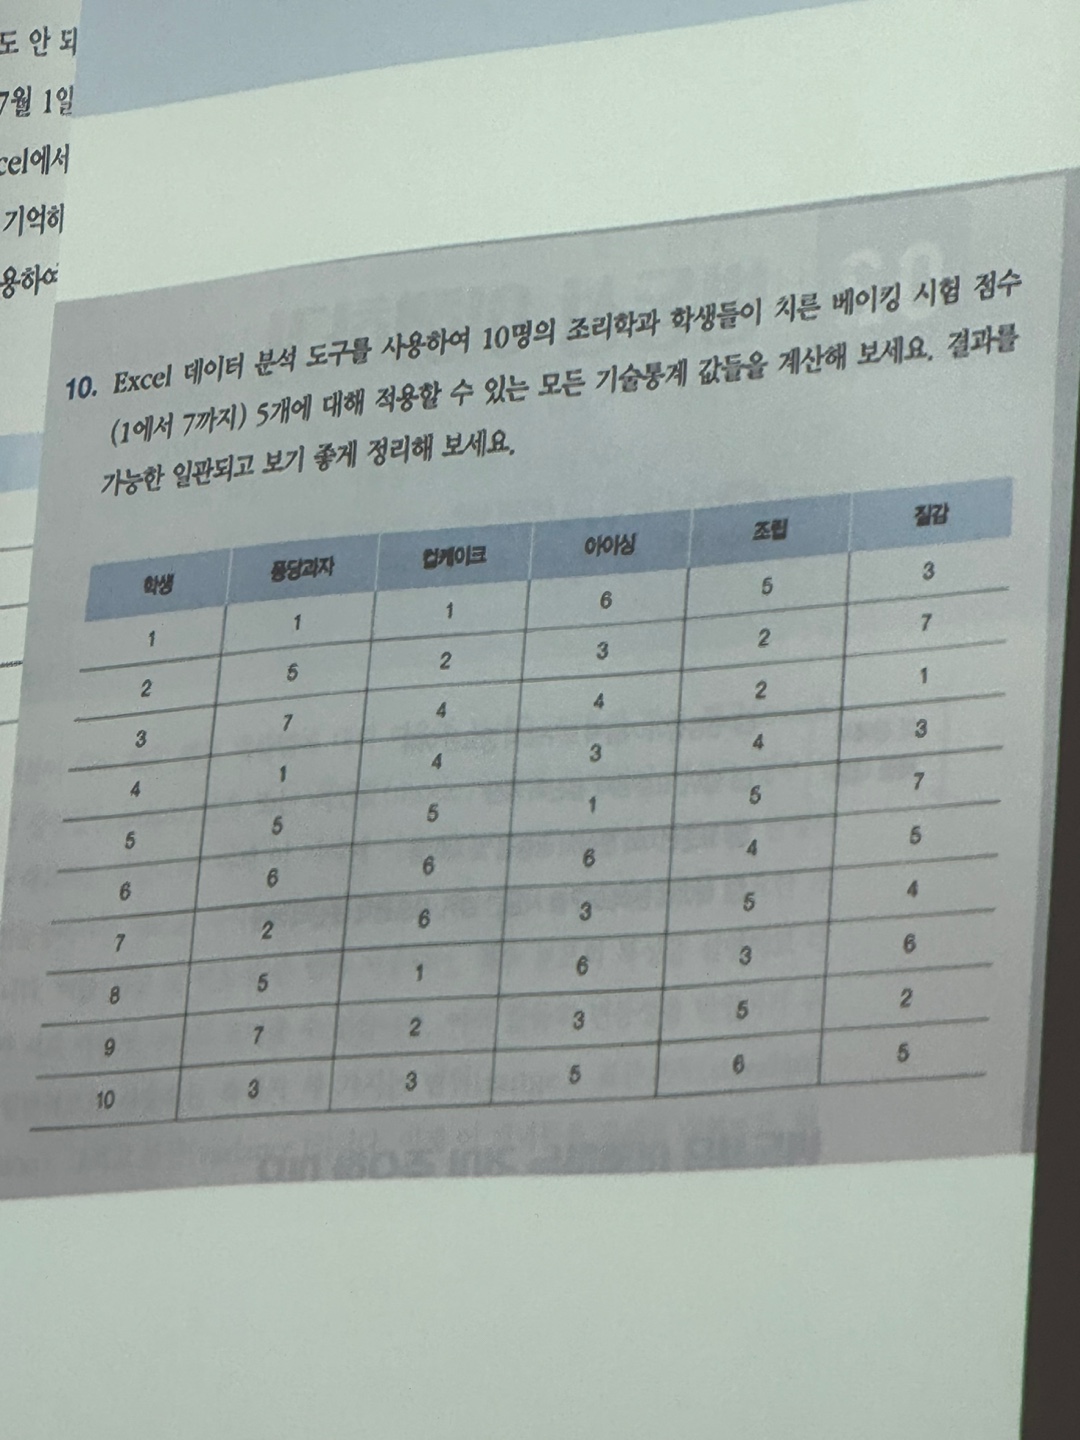 도 안 되
7월 1일
cel에서
기억하
용하여
10. Excel 데이터 분석 도구를 사용하여 10명의 조리학과 학생들이 치른 베이킹 시험 점수
(1에서 7까지) 5개에 대해 적용할 수 있는 모든 기술통계 값들을 계산해 보세요. 결과를
가능한 일관되고 보기 좋게 정리해 보세요.
학생 퐁당과자 컵케이크 아이싱 조립 질감
1 1 1 6 5 3
2 5 2 3 2 7
3 7 4 4 2 1
4 1 4 3 4 3
5 5 5 1 5 7
6 6 6 6 4 5
7 2 6 3 5 4
8 5 1 6 3 6
9 7 2 3 5 2
10 3 3 5 6 5